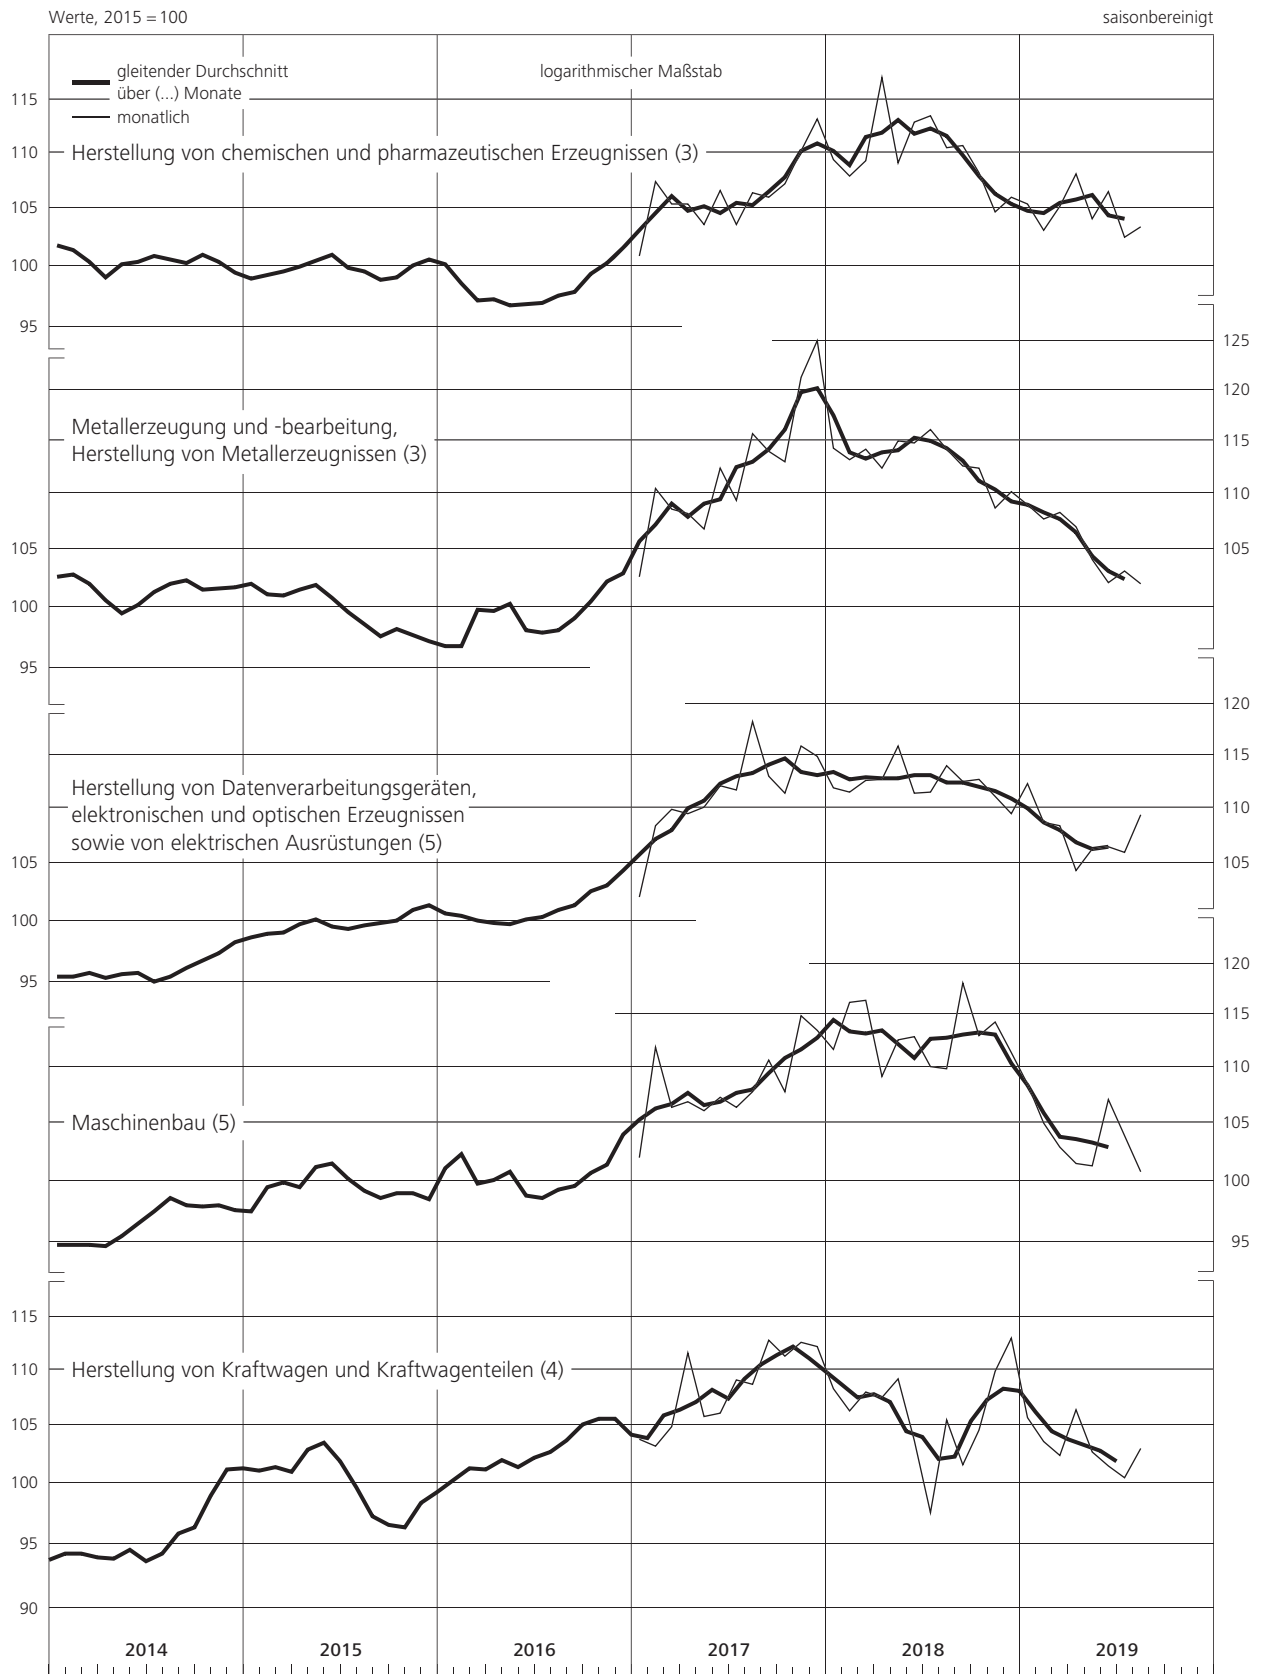 Werte, 2015 = 100
saisonbereinigt
gleitender Durchschnitt
über (...) Monate
monatlich
logarithmischer Maßstab
115
110
Herstellung von chemischen und pharmazeutischen Erzeugnissen (3)
105
100
95
125
120
Metallerzeugung und -bearbeitung,
Herstellung von Metallerzeugnissen (3)
115
110
105
105
100
95
120
115
Herstellung von Datenverarbeitungsgeräten,
elektronischen und optischen Erzeugnissen
sowie von elektrischen Ausrüstungen (5)
110
105
105
100
95
120
115
110
Maschinenbau (5)
105
100
95
115
110
Herstellung von Kraftwagen und Kraftwagenteilen (4)
105
100
95
90
2014 2015 2016 2017 2018 2019